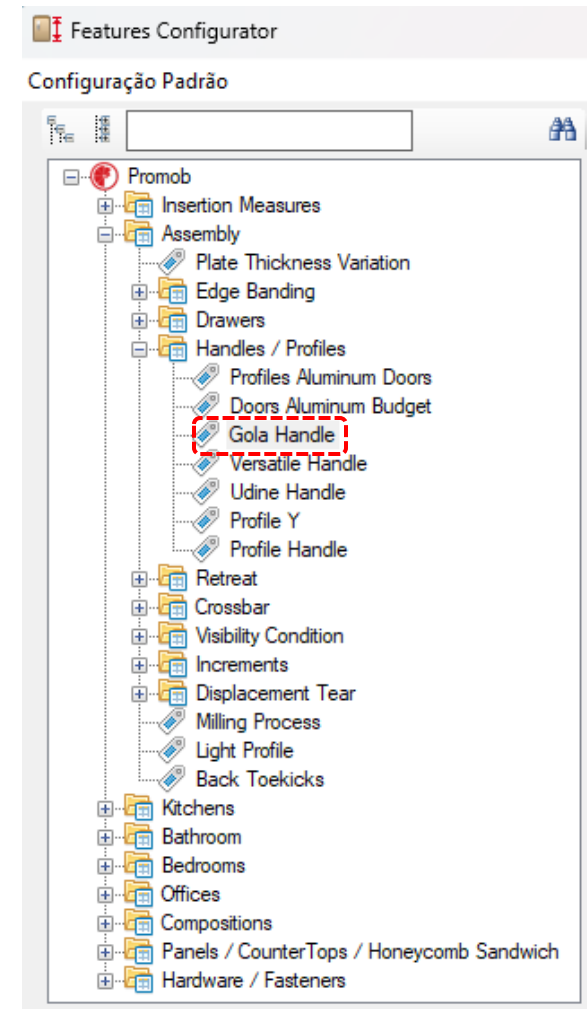 Features Configurator
Configuração Padrão
Promob
Insertion Measures
Assembly
Plate Thickness Variation
Edge Banding
Drawers
Handles / Profiles
Profiles Aluminum Doors
Doors Aluminum Budget
Gola Handle
Versatile Handle
Udine Handle
Profile Y
Profile Handle
Retreat
Crossbar
Visibility Condition
Increments
Displacement Tear
Milling Process
Light Profile
Back Toekicks
Kitchens
Bathroom
Bedrooms
Offices
Compositions
Panels / CounterTops / Honeycomb Sandwich
Hardware / Fasteners